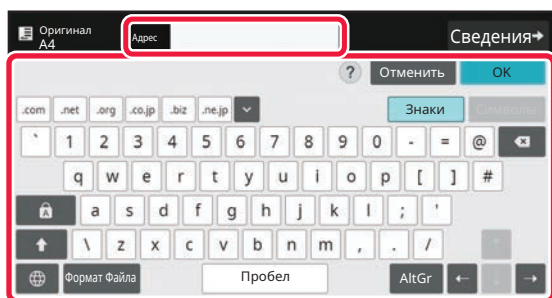 Оригинал
A4
Адрес
Сведения
? Отменить OK
.com .net .org .co.jp .biz .ne.jp Знаки Символы
` 1 2 3 4 5 6 7 8 9 0 - = @
q w e r t y u i o p [ ] #
a s d f g h j k l ; '
\ z x c v b n m , . /
Формат Файла Пробел AltGr